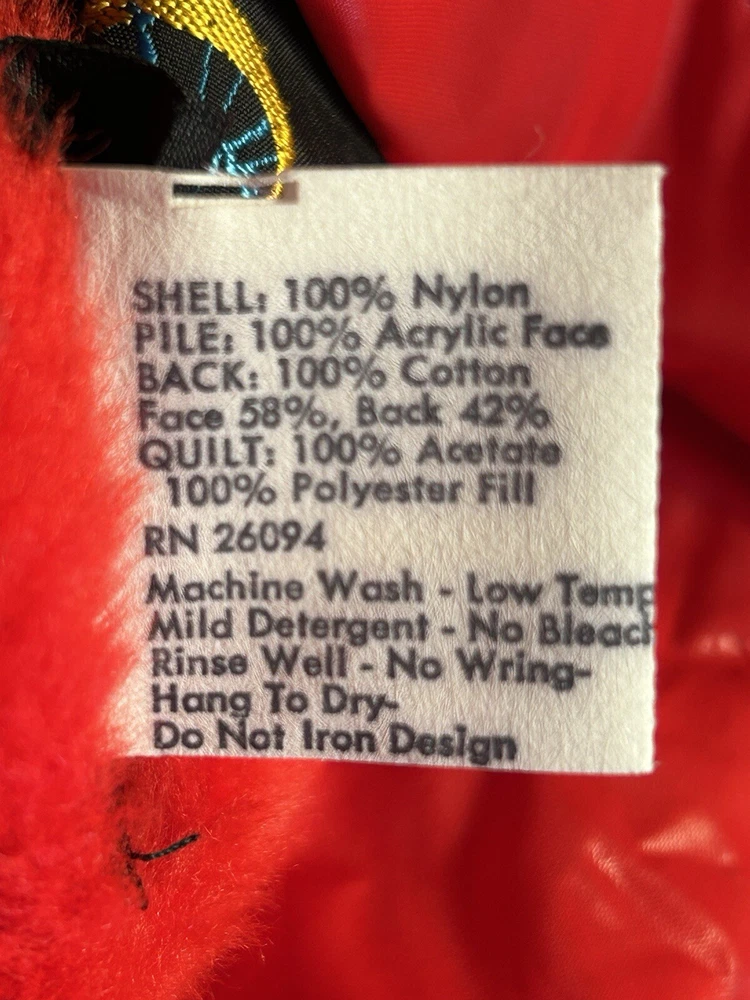 SHELL: 100% Nylon
PILE: 100% Acrylic Face
BACK: 100% Cotton
Face 58%, Back 42%
QUILT: 100% Acetate
100% Polyester Fill
RN 26094
Machine Wash - Low Temp
Mild Detergent - No Bleach
Rinse Well - No Wring-
Hang To Dry-
Do Not Iron Design